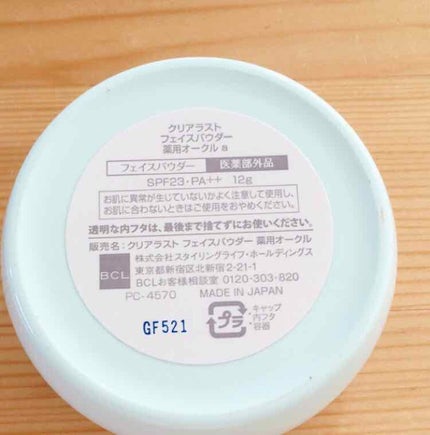 クリアラスト
フェイスパウダー
薬用オークル a
フェイスパウダー 医薬部外品
SPF23・PA++ 12g
お肌に異常が生じていないかよく注意して使用し、
お肌に合わないときはご使用をおやめください。
透明な内フタは、最後まで捨てずにお使いください。
販売名:クリアラスト フェイスパウダー 薬用オークル
BCL
株式会社スタイリングライフ・ホールディングス
東京都新宿区北新宿2-21-1
BCLお客様相談室 0120-303-820
PC-4570 MADE IN JAPAN
GF521
プラ
キャップ
内フタ
容器